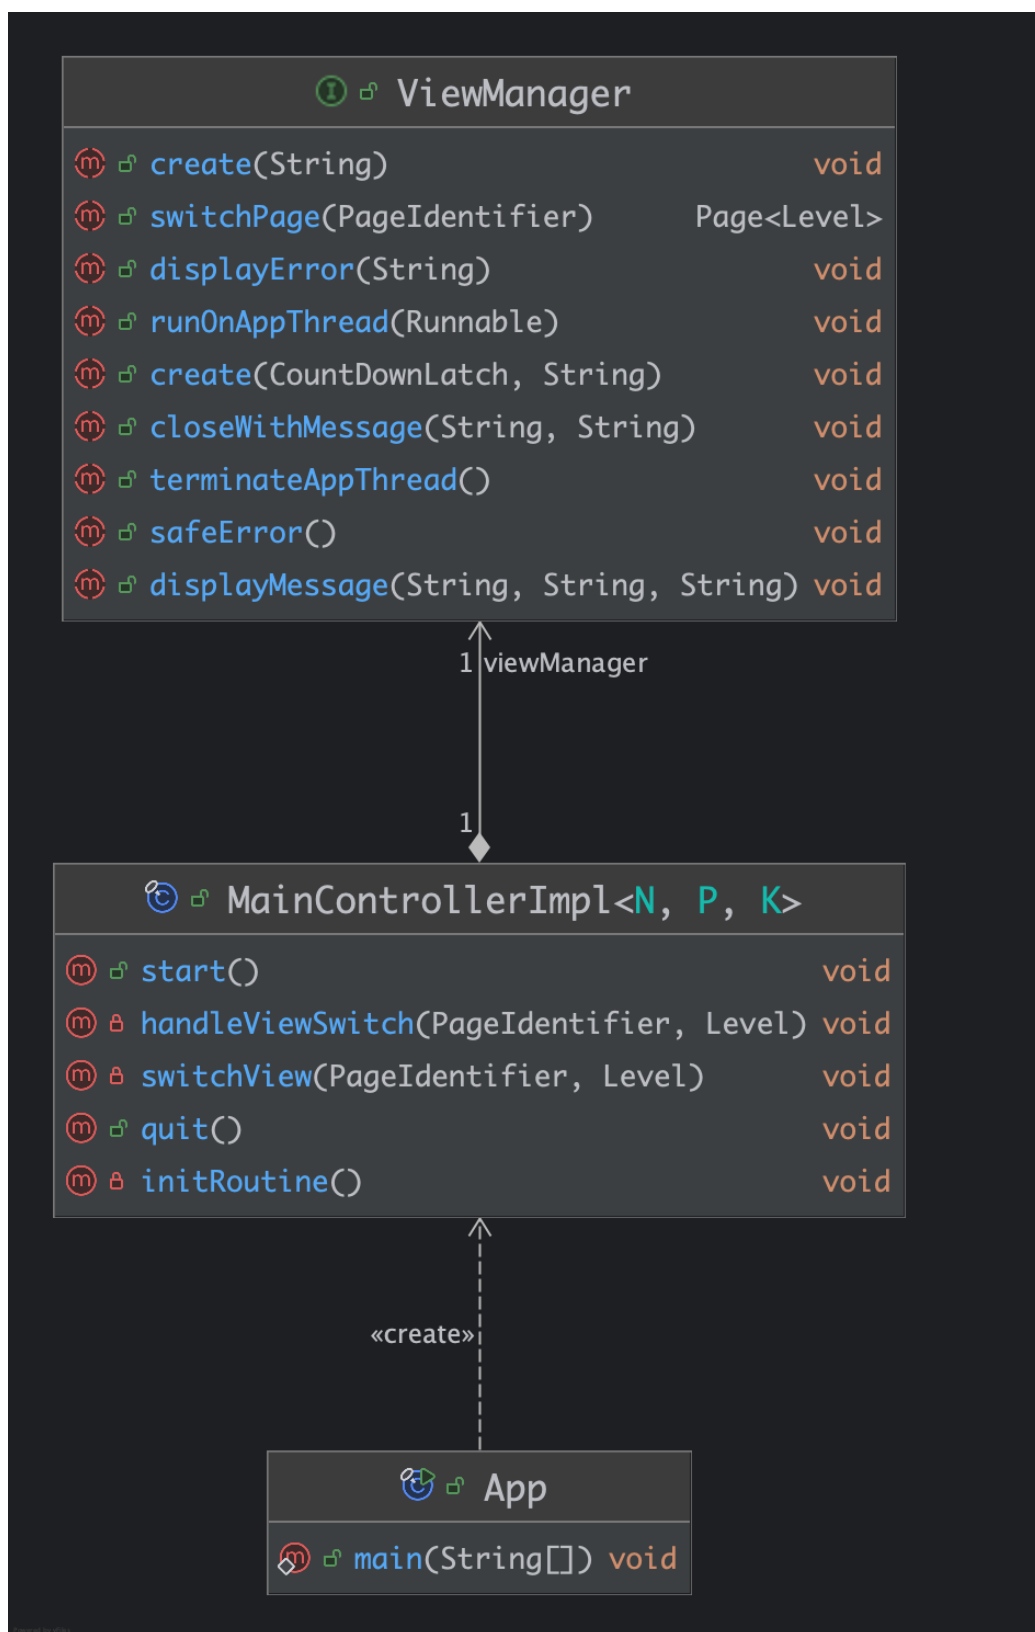 ViewManager
create(String) void
switchPage(PageIdentifier) Page<Level>
displayError(String) void
runOnAppThread(Runnable) void
create(CountDownLatch, String) void
closeWithMessage(String, String) void
terminateAppThread() void
safeError() void
displayMessage(String, String, String) void
1 viewManager
1
MainControllerImpl<N, P, K>
start() void
handleViewSwitch(PageIdentifier, Level) void
switchView(PageIdentifier, Level) void
quit() void
initRoutine() void
«create»
App
main(String[]) void